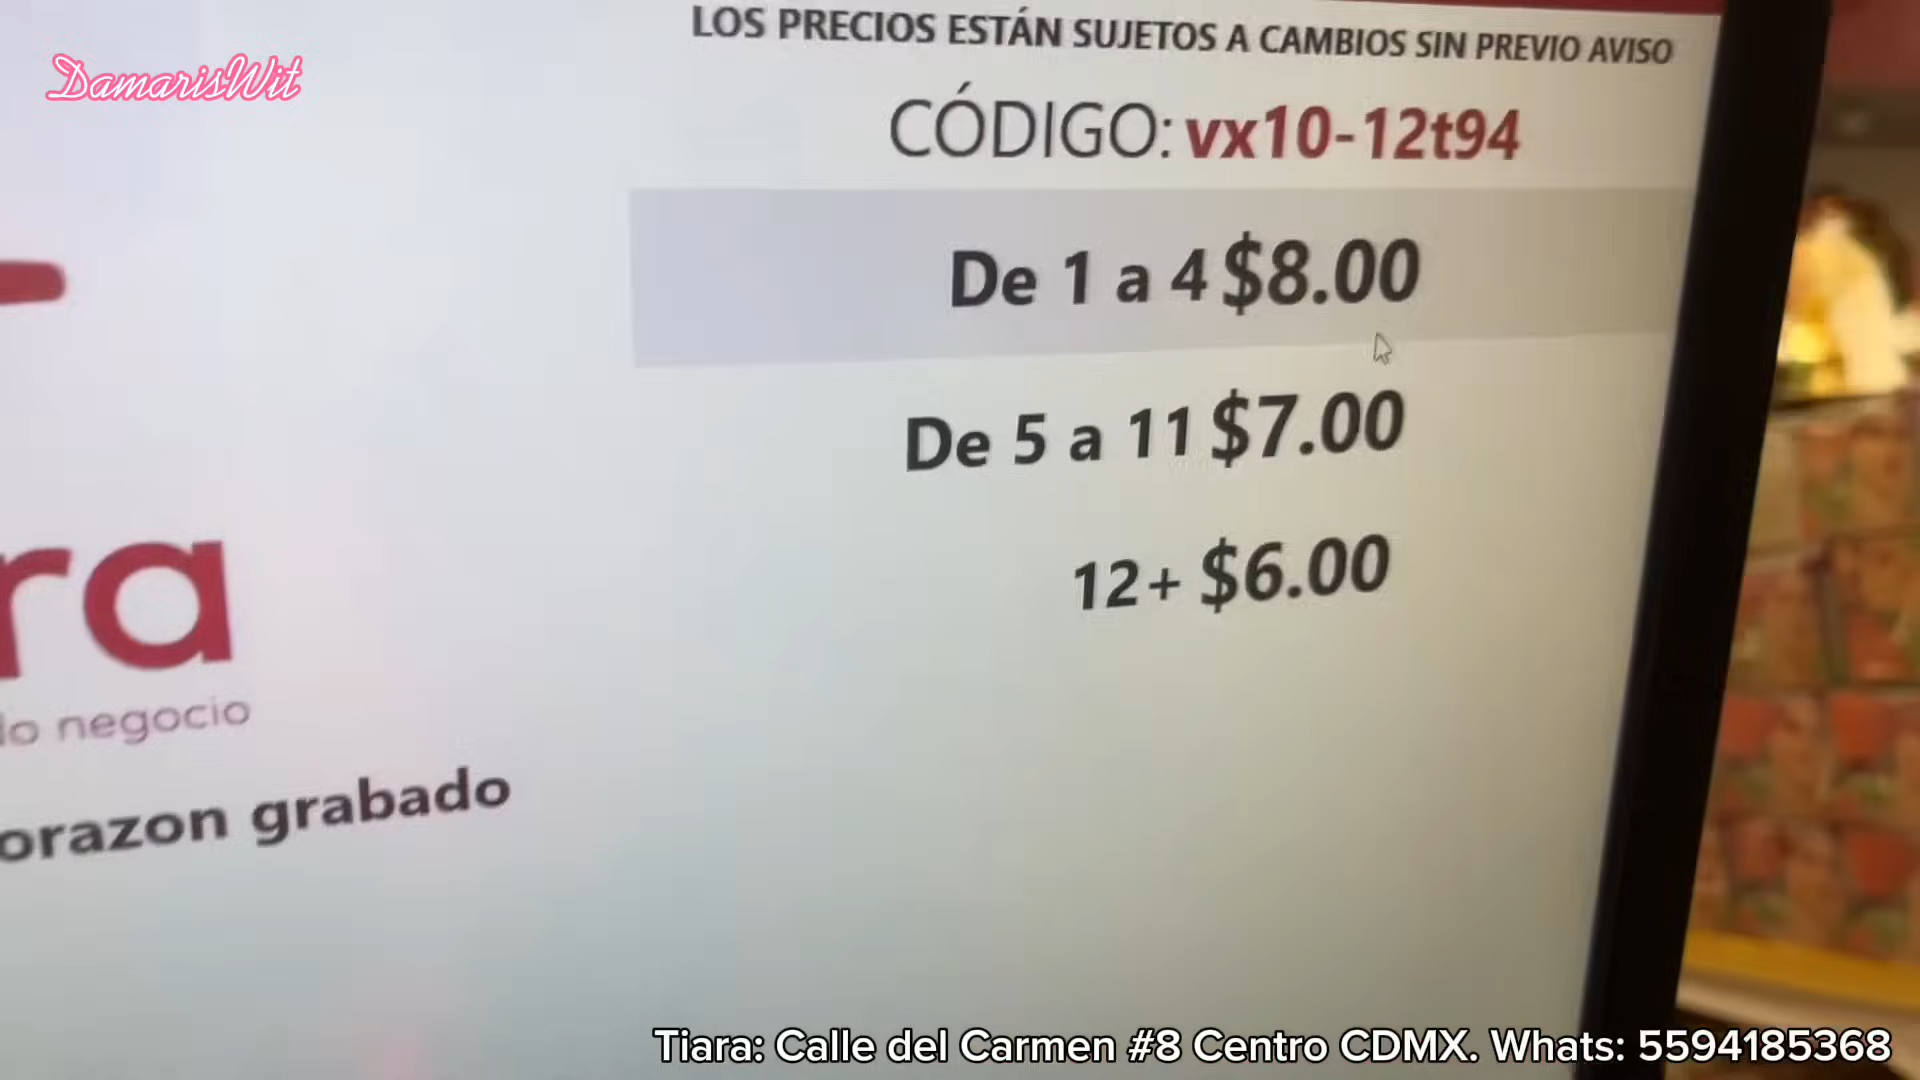 DamarisWit
LOS PRECIOS ESTÁN SUJETOS A CAMBIOS SIN PREVIO AVISO
CÓDIGO: vx10-12t94
De 1 a 4 $8.00
De 5 a 11 $7.00
12+ $6.00
ra
lo negocio
orazon grabado
Tiara: Calle del Carmen #8 Centro CDMX. Whats: 5594185368